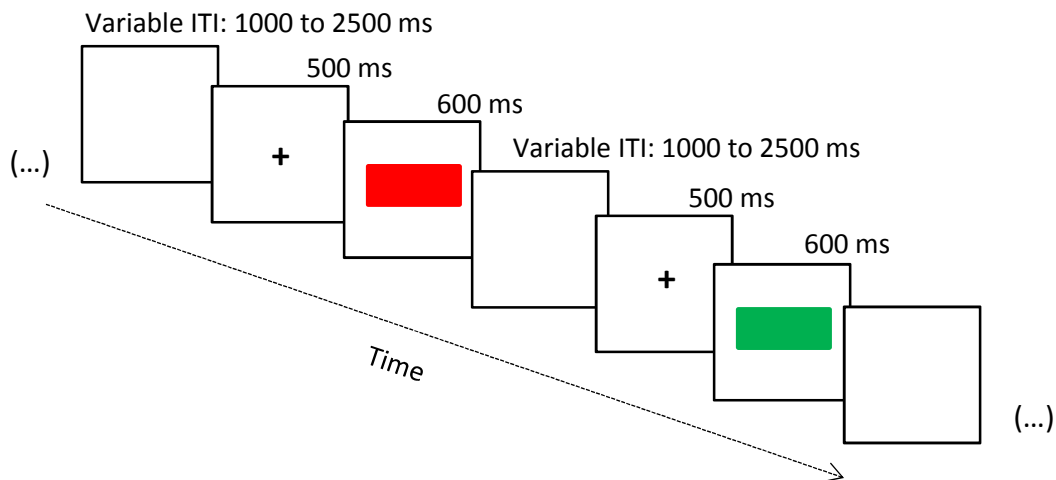 Variable ITI: 1000 to 2500 ms
500 ms
600 ms
Variable ITI: 1000 to 2500 ms
(...)
+
500 ms
600 ms
+
Time
(...)